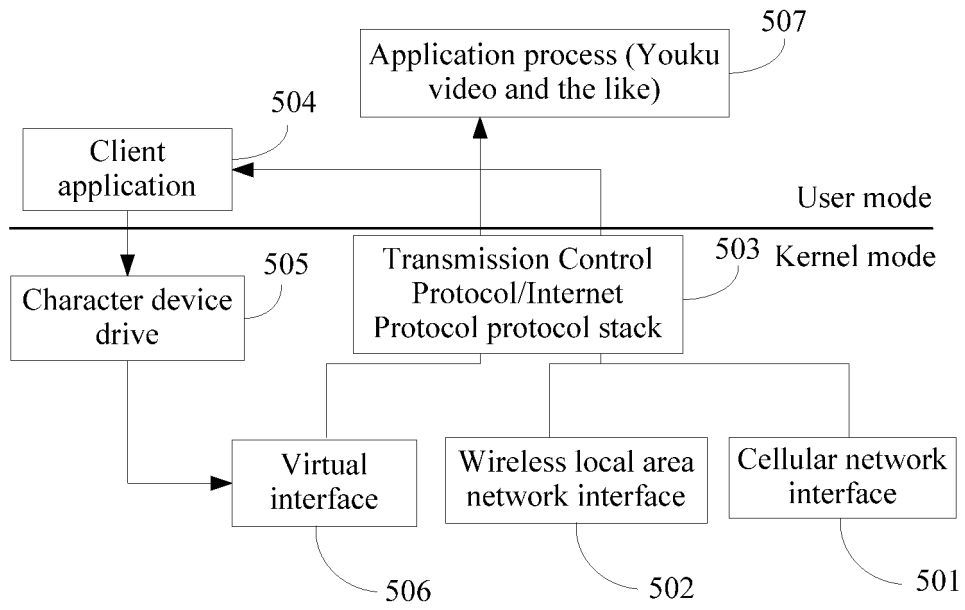 507
Application process (Youku
video and the like)
504
Client
application
User mode
Kernel mode
503
Transmission Control
Protocol/Internet
Protocol protocol stack
505
Character device
drive
Virtual
interface
Wireless local area
network interface
Cellular network
interface
506
502
501